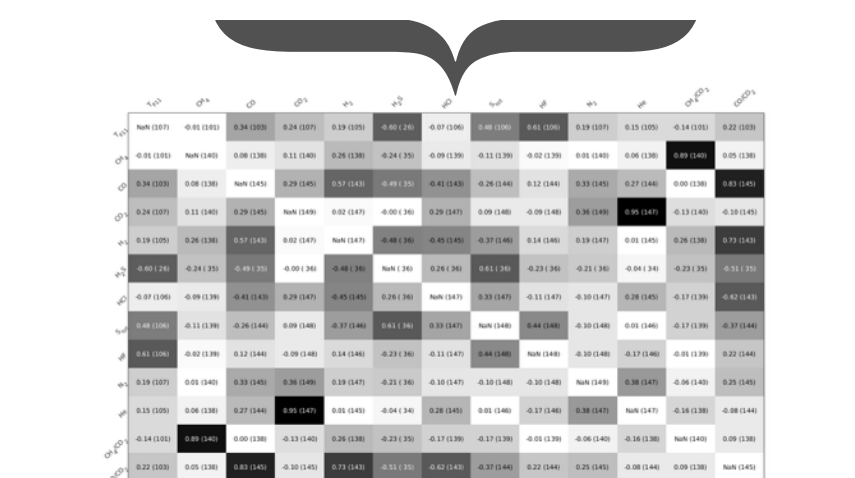 T_F11 CH_4 CO CO_2 H_2 H_2S HCl S_tot HF N_2 He CH_4/CO_2 CO/CO_2
T_F11 NaN (107) -0.01 (101) 0.34 (103) 0.24 (107) 0.19 (105) -0.60 ( 26) -0.07 (106) 0.48 (106) 0.61 (106) 0.19 (107) 0.15 (105) -0.14 (101) 0.22 (103)
CH_4 -0.01 (101) NaN (140) 0.08 (138) 0.11 (140) 0.26 (138) -0.24 ( 35) -0.09 (139) -0.11 (139) -0.02 (139) 0.01 (140) 0.06 (138) 0.89 (140) 0.05 (138)
CO 0.34 (103) 0.08 (138) NaN (145) 0.29 (145) 0.57 (143) -0.49 ( 35) -0.41 (143) -0.26 (144) 0.12 (144) 0.33 (145) 0.27 (144) 0.00 (138) 0.83 (145)
CO_2 0.24 (107) 0.11 (140) 0.29 (145) NaN (149) 0.02 (147) -0.00 ( 36) 0.29 (147) 0.09 (148) -0.09 (148) 0.36 (149) 0.95 (147) -0.13 (140) -0.10 (145)
H_2 0.19 (105) 0.26 (138) 0.57 (143) 0.02 (147) NaN (147) -0.48 ( 36) -0.45 (145) -0.37 (146) 0.14 (146) 0.19 (147) 0.01 (145) 0.26 (138) 0.73 (143)
H_2S -0.60 ( 26) -0.24 ( 35) -0.49 ( 35) -0.00 ( 36) -0.48 ( 36) NaN ( 36) 0.26 ( 36) 0.61 ( 36) -0.23 ( 36) -0.21 ( 36) -0.04 ( 34) -0.23 ( 35) -0.51 ( 35)
HCl -0.07 (106) -0.09 (139) -0.41 (143) 0.29 (147) -0.45 (145) 0.26 ( 36) NaN (147) 0.33 (147) -0.11 (147) -0.10 (147) 0.28 (145) -0.17 (139) -0.62 (143)
S_tot 0.48 (106) -0.11 (139) -0.26 (144) 0.09 (148) -0.37 (146) 0.61 ( 36) 0.33 (147) NaN (148) 0.44 (148) -0.10 (148) 0.01 (146) -0.17 (139) -0.37 (144)
HF 0.61 (106) -0.02 (139) 0.12 (144) -0.09 (148) 0.14 (146) -0.23 ( 36) -0.11 (147) 0.44 (148) NaN (148) -0.10 (148) -0.17 (146) -0.01 (139) 0.22 (144)
N_2 0.19 (107) 0.01 (140) 0.33 (145) 0.36 (149) 0.19 (147) -0.21 ( 36) -0.10 (147) -0.10 (148) -0.10 (148) NaN (149) 0.38 (147) -0.06 (140) 0.25 (145)
He 0.15 (105) 0.06 (138) 0.27 (144) 0.95 (147) 0.01 (145) -0.04 ( 34) 0.28 (145) 0.01 (146) -0.17 (146) 0.38 (147) NaN (147) -0.16 (138) -0.08 (144)
CH_4/CO_2 -0.14 (101) 0.89 (140) 0.00 (138) -0.13 (140) 0.26 (138) -0.23 ( 35) -0.17 (139) -0.17 (139) -0.01 (139) -0.06 (140) -0.16 (138) NaN (140) 0.09 (138)
CO/CO_2 0.22 (103) 0.05 (138) 0.83 (145) -0.10 (145) 0.73 (143) -0.51 ( 35) -0.62 (143) -0.37 (144) 0.22 (144) 0.25 (145) -0.08 (144) 0.09 (138) NaN (145)